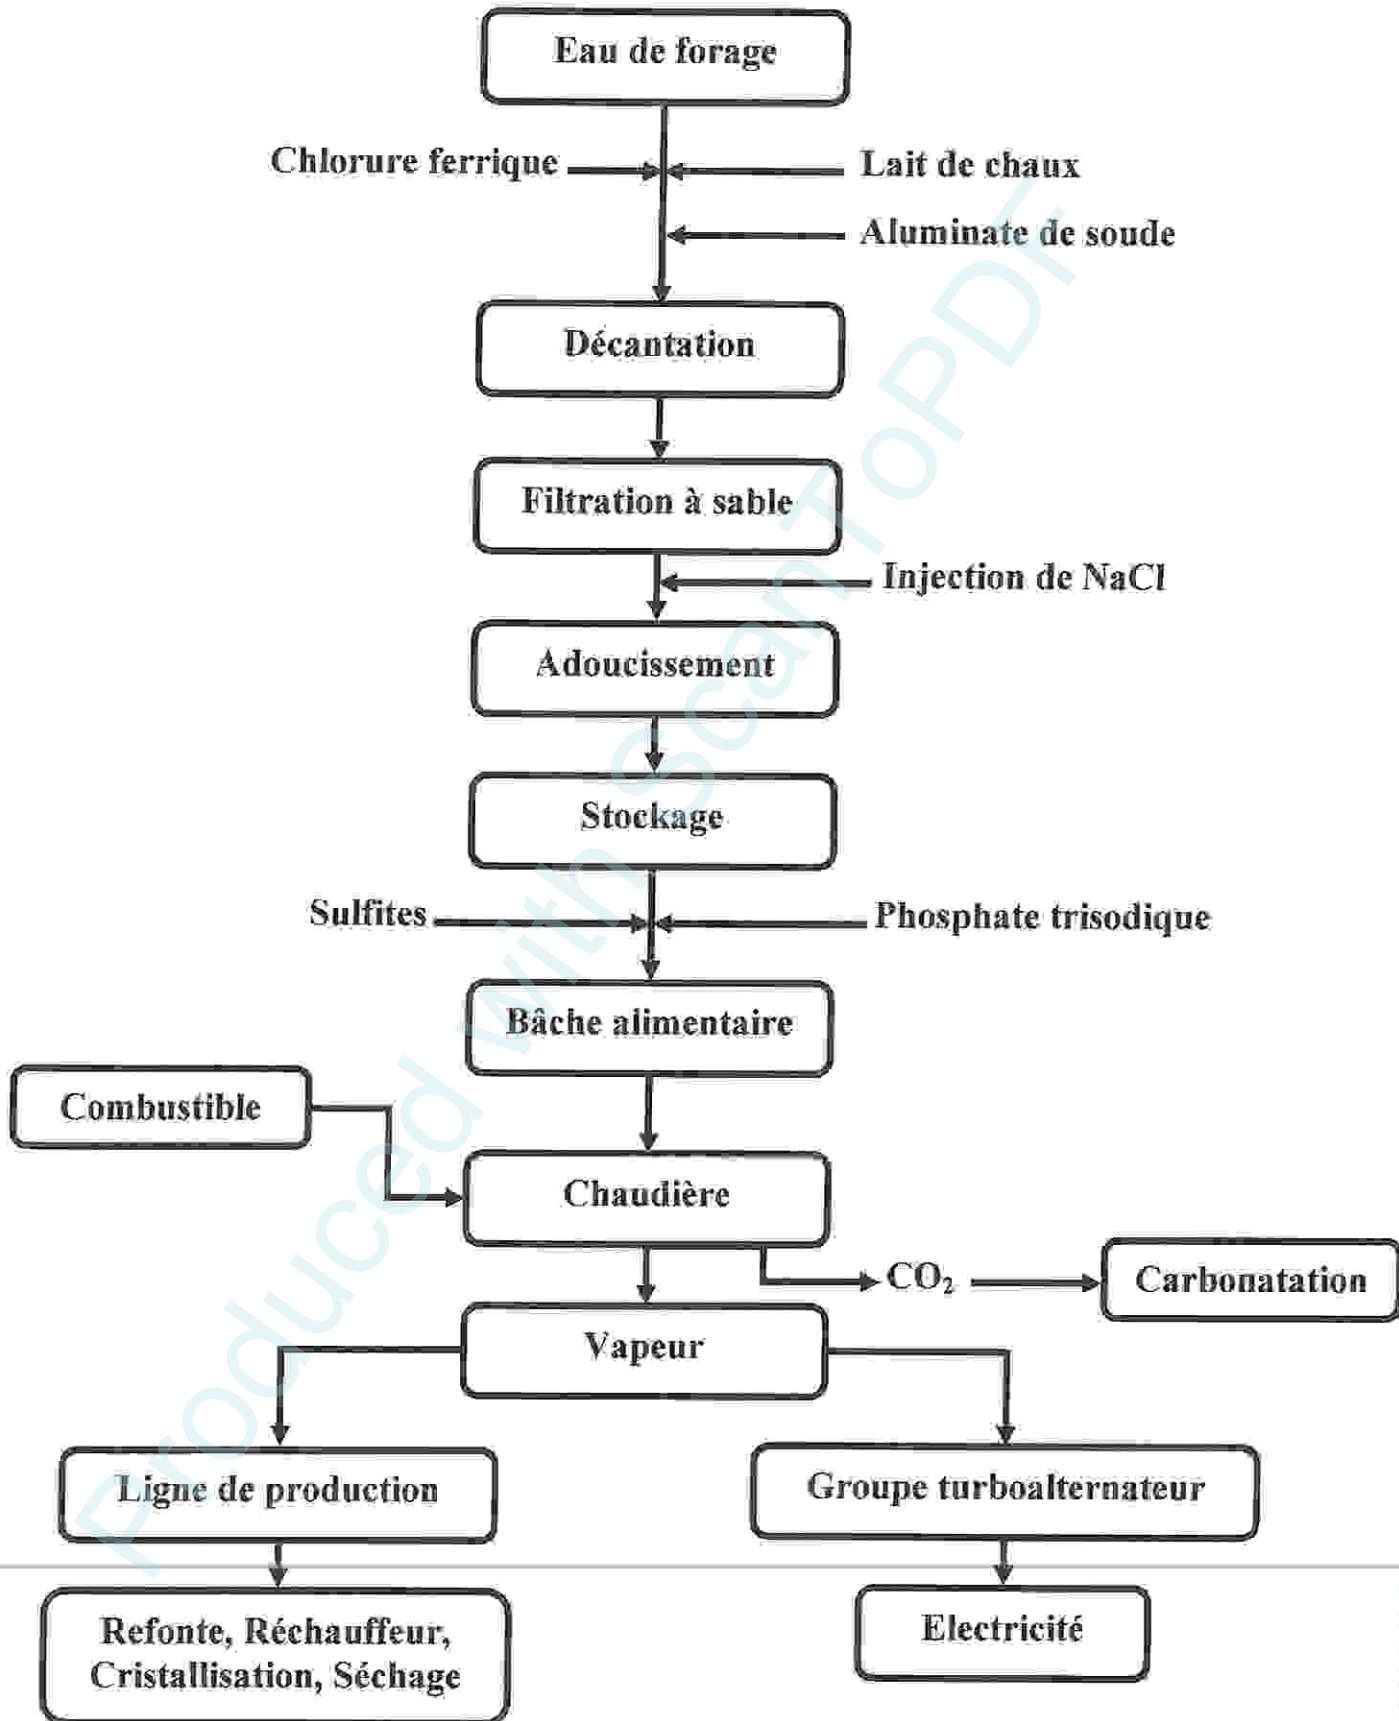 Eau de forage
Chlorure ferrique
Lait de chaux
Aluminate de soude
Décantation
Filtration à sable
Injection de NaCl
Adoucissement
Stockage
Sulfites
Phosphate trisodique
Bâche alimentaire
Combustible
Chaudière
CO₂
Carbonatation
Vapeur
Ligne de production
Groupe turboalternateur
Refonte, Réchauffeur,
Cristallisation, Séchage
Electricité
Produced with ScanToPDF